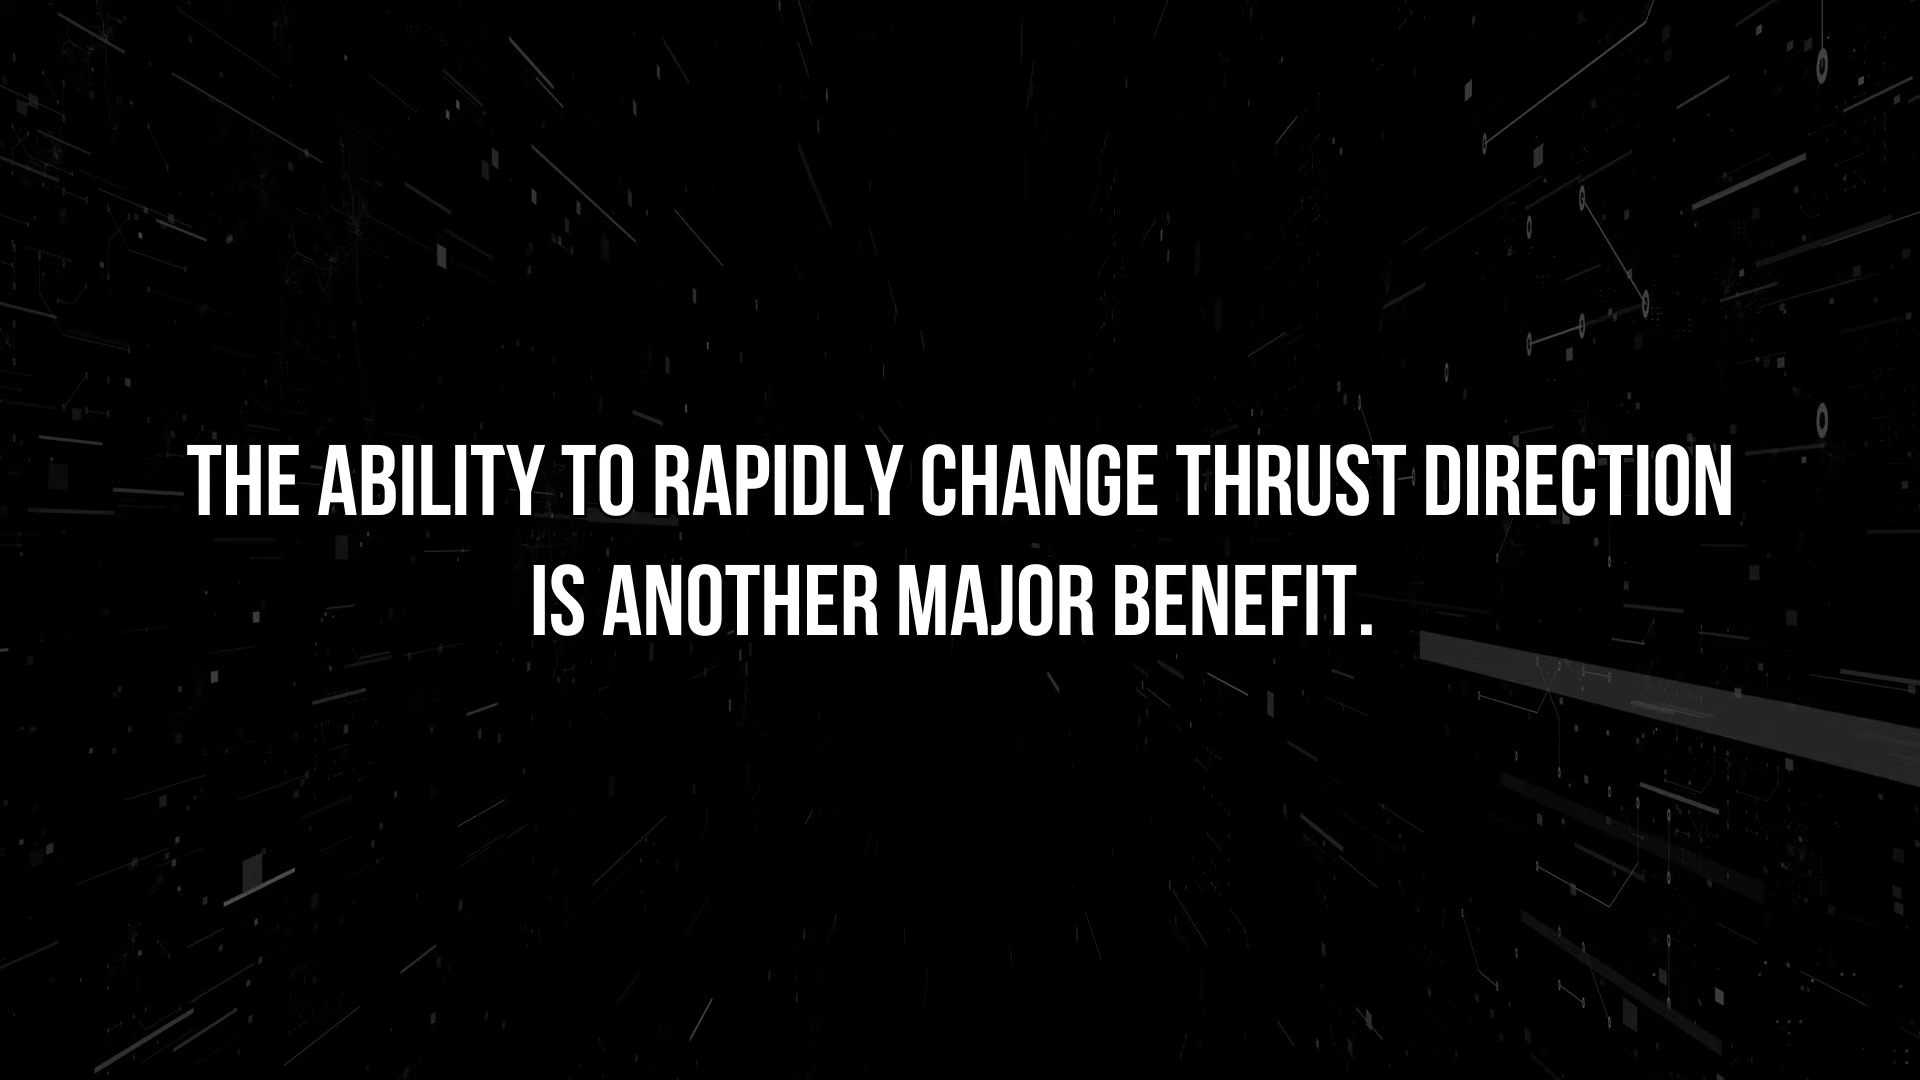 THE ABILITY TO RAPIDLY CHANGE THRUST DIRECTION
IS ANOTHER MAJOR BENEFIT.